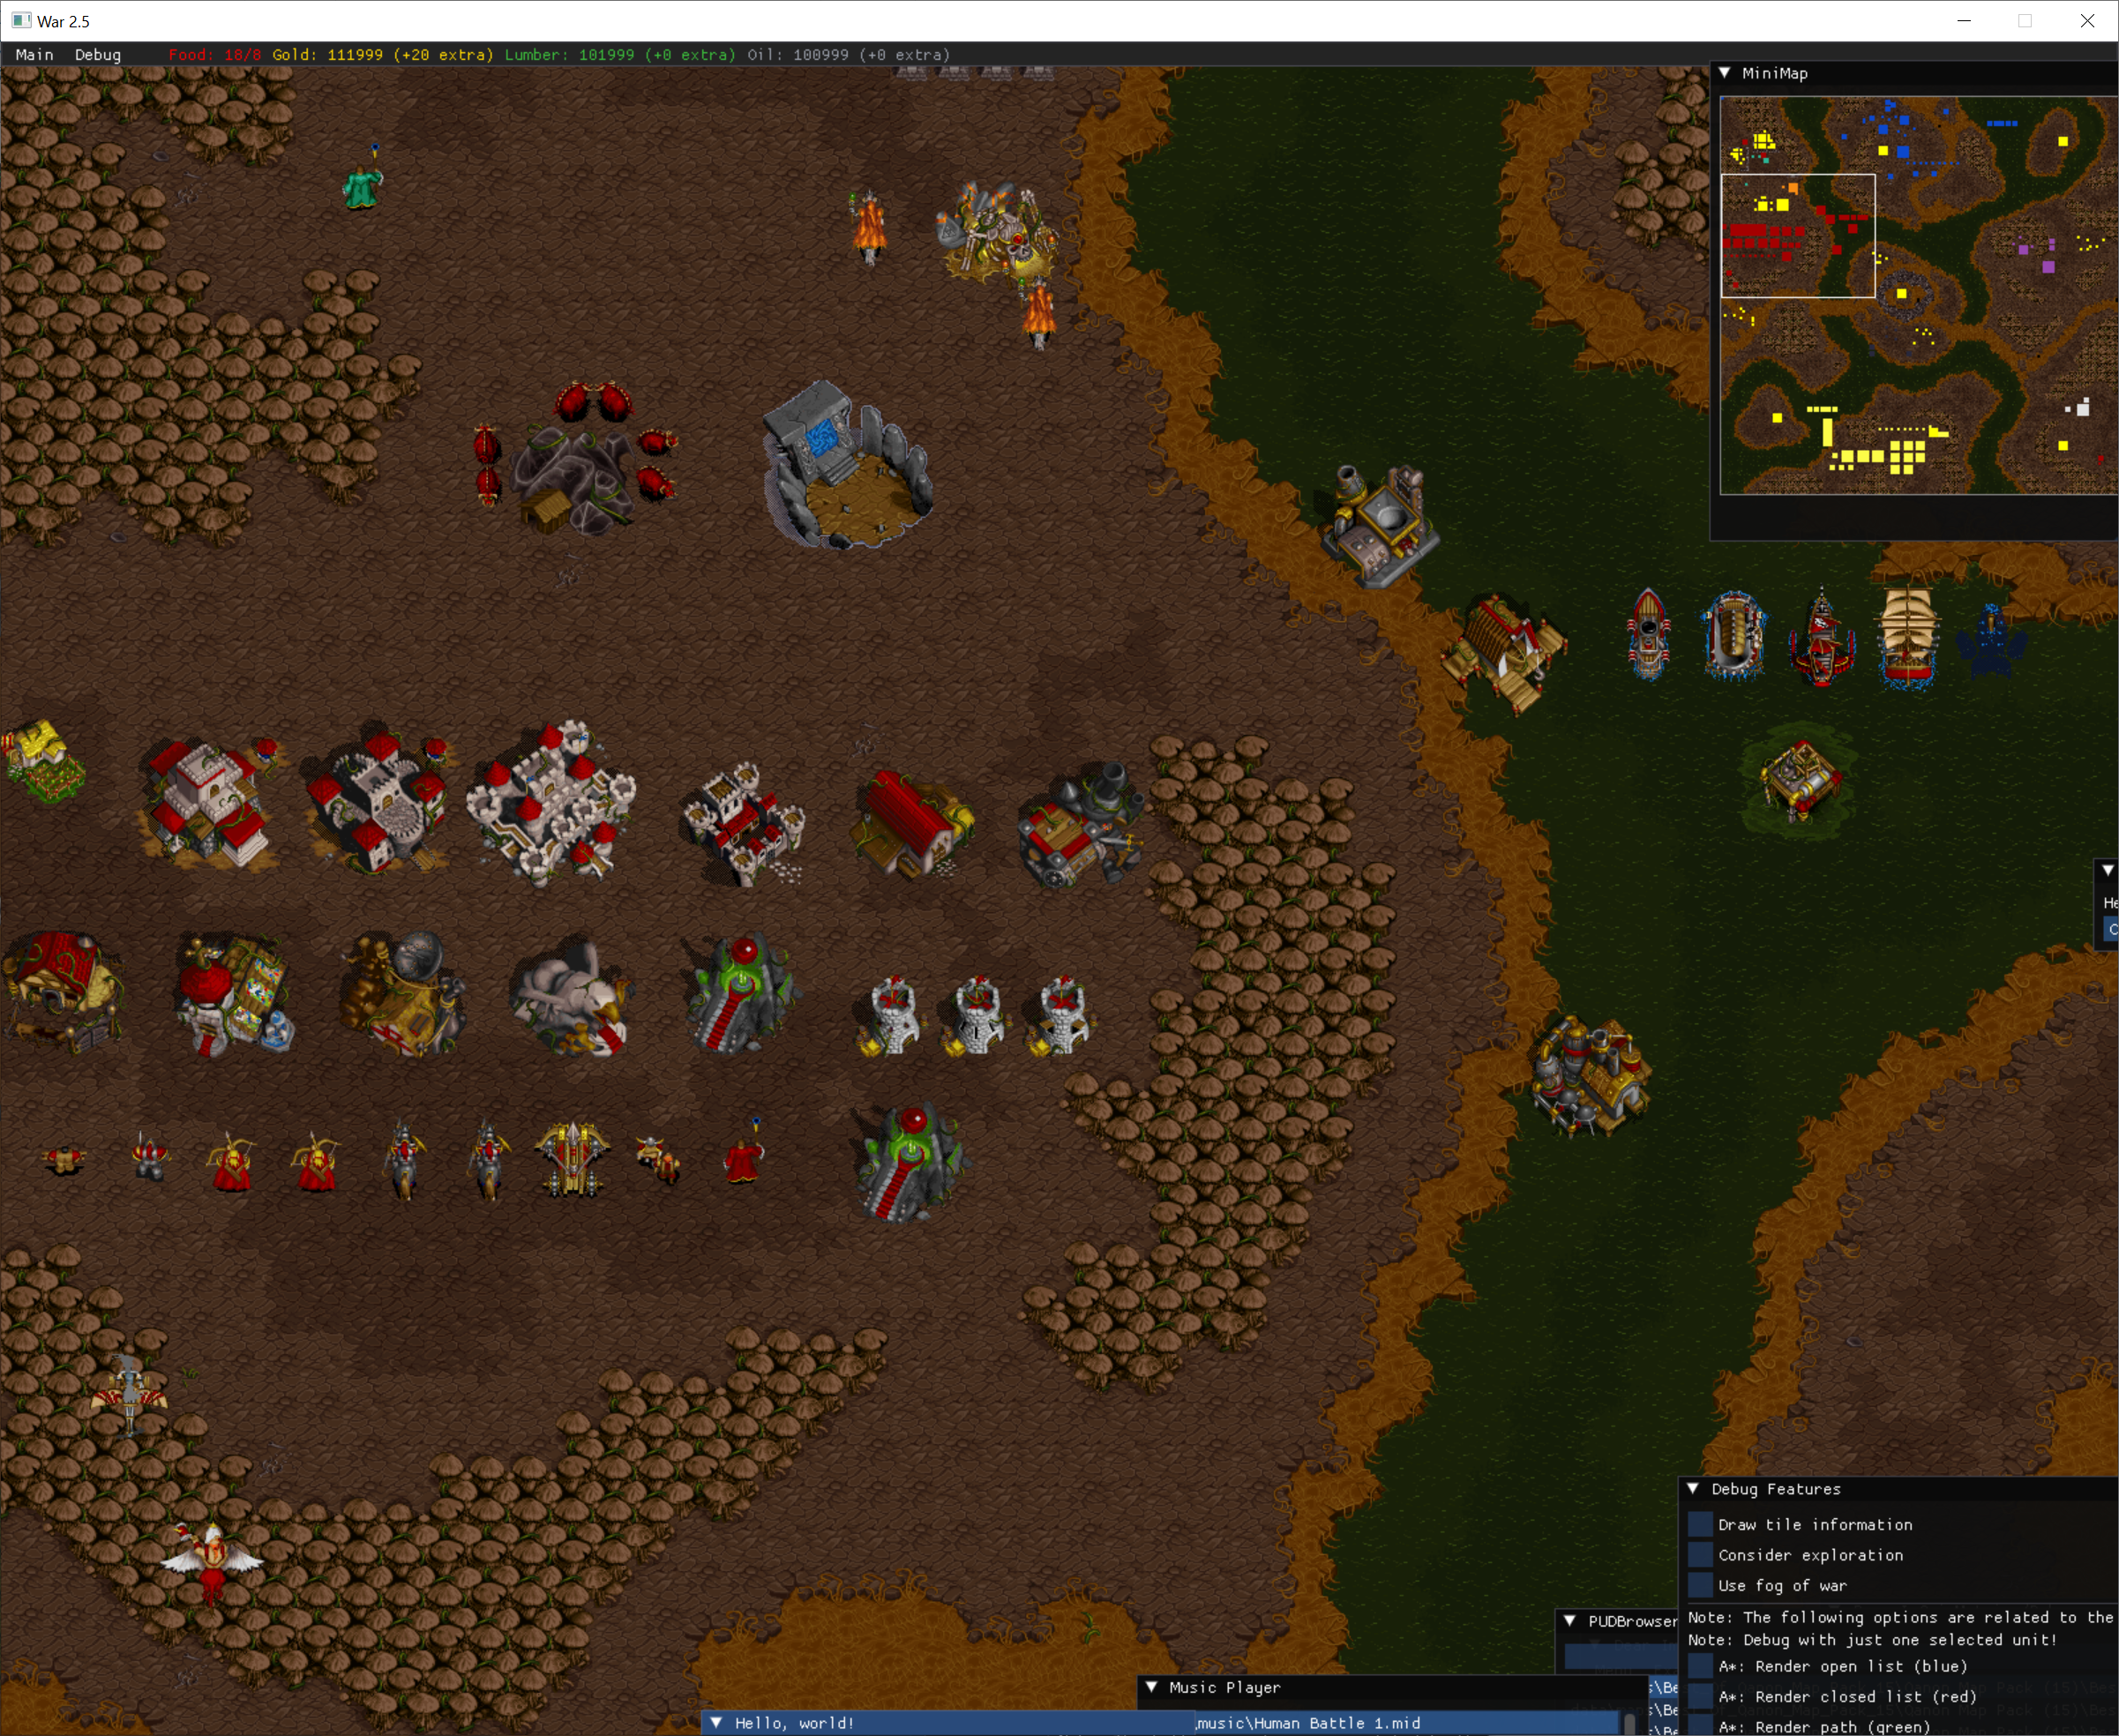 War 2.5
Main Debug Food: 18/8 Gold: 111999 (+20 extra) Lumber: 101999 (+0 extra) Oil: 100999 (+0 extra)
MiniMap
He
Debug Features
Draw tile information
Consider exploration
Use fog of war
PUDBrowser
Note: The following options are related to the
Note: Debug with just one selected unit!
A*: Render open list (blue)
Music Player
A*: Render closed list (red)
Hello, world!
music\Human Battle 1.mid
A*: Render path (green)